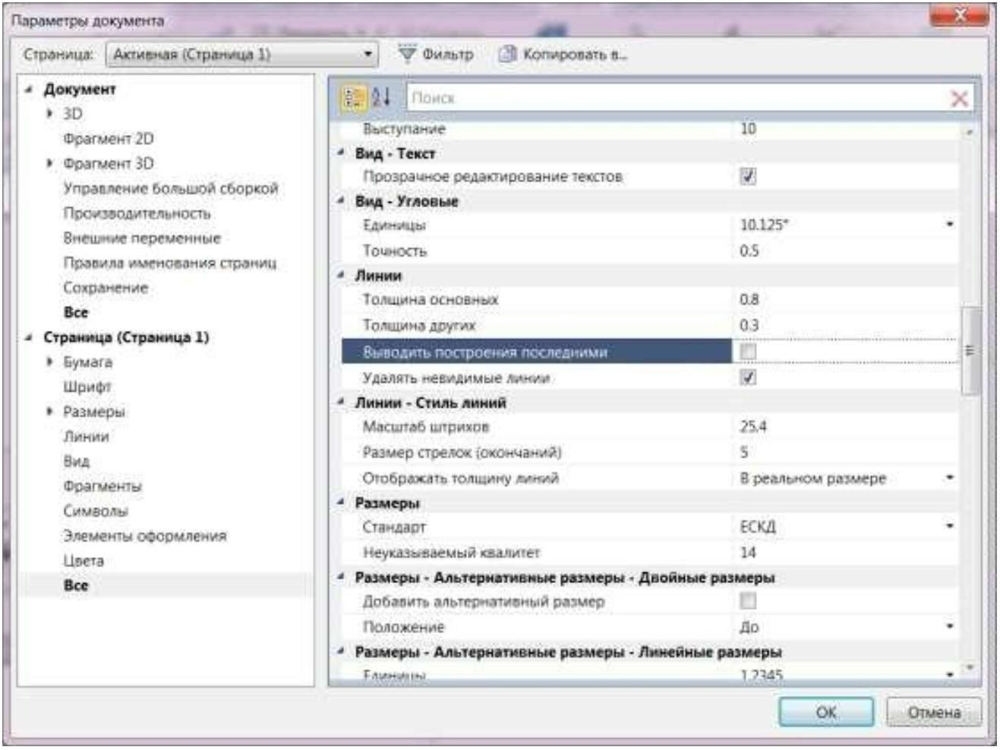 Параметры документа
Страница: Активная (Страница 1) Фильтр Копировать в...
Документ
3D
Фрагмент 2D
Фрагмент 3D
Управление большой сборкой
Производительность
Внешние переменные
Правила именования страниц
Сохранение
Все
Страница (Страница 1)
Бумага
Шрифт
Размеры
Линии
Вид
Фрагменты
Символы
Элементы оформления
Цвета
Все
Поиск
Выступание 10
Вид - Текст
Прозрачное редактирование текстов
Вид - Угловые
Единицы 10.125°
Точность 0.5
Линии
Толщина основных 0.8
Толщина других 0.3
Выводить построения последними
Удалять невидимые линии
Линии - Стиль линий
Масштаб штрихов 25.4
Размер стрелок (окончаний) 5
Отображать толщину линий В реальном размере
Размеры
Стандарт ЕСКД
Неуказываемый квалитет 14
Размеры - Альтернативные размеры - Двойные размеры
Добавить альтернативный размер
Положение До
Размеры - Альтернативные размеры - Линейные размеры
Единицы 1.2345
ОК Отмена